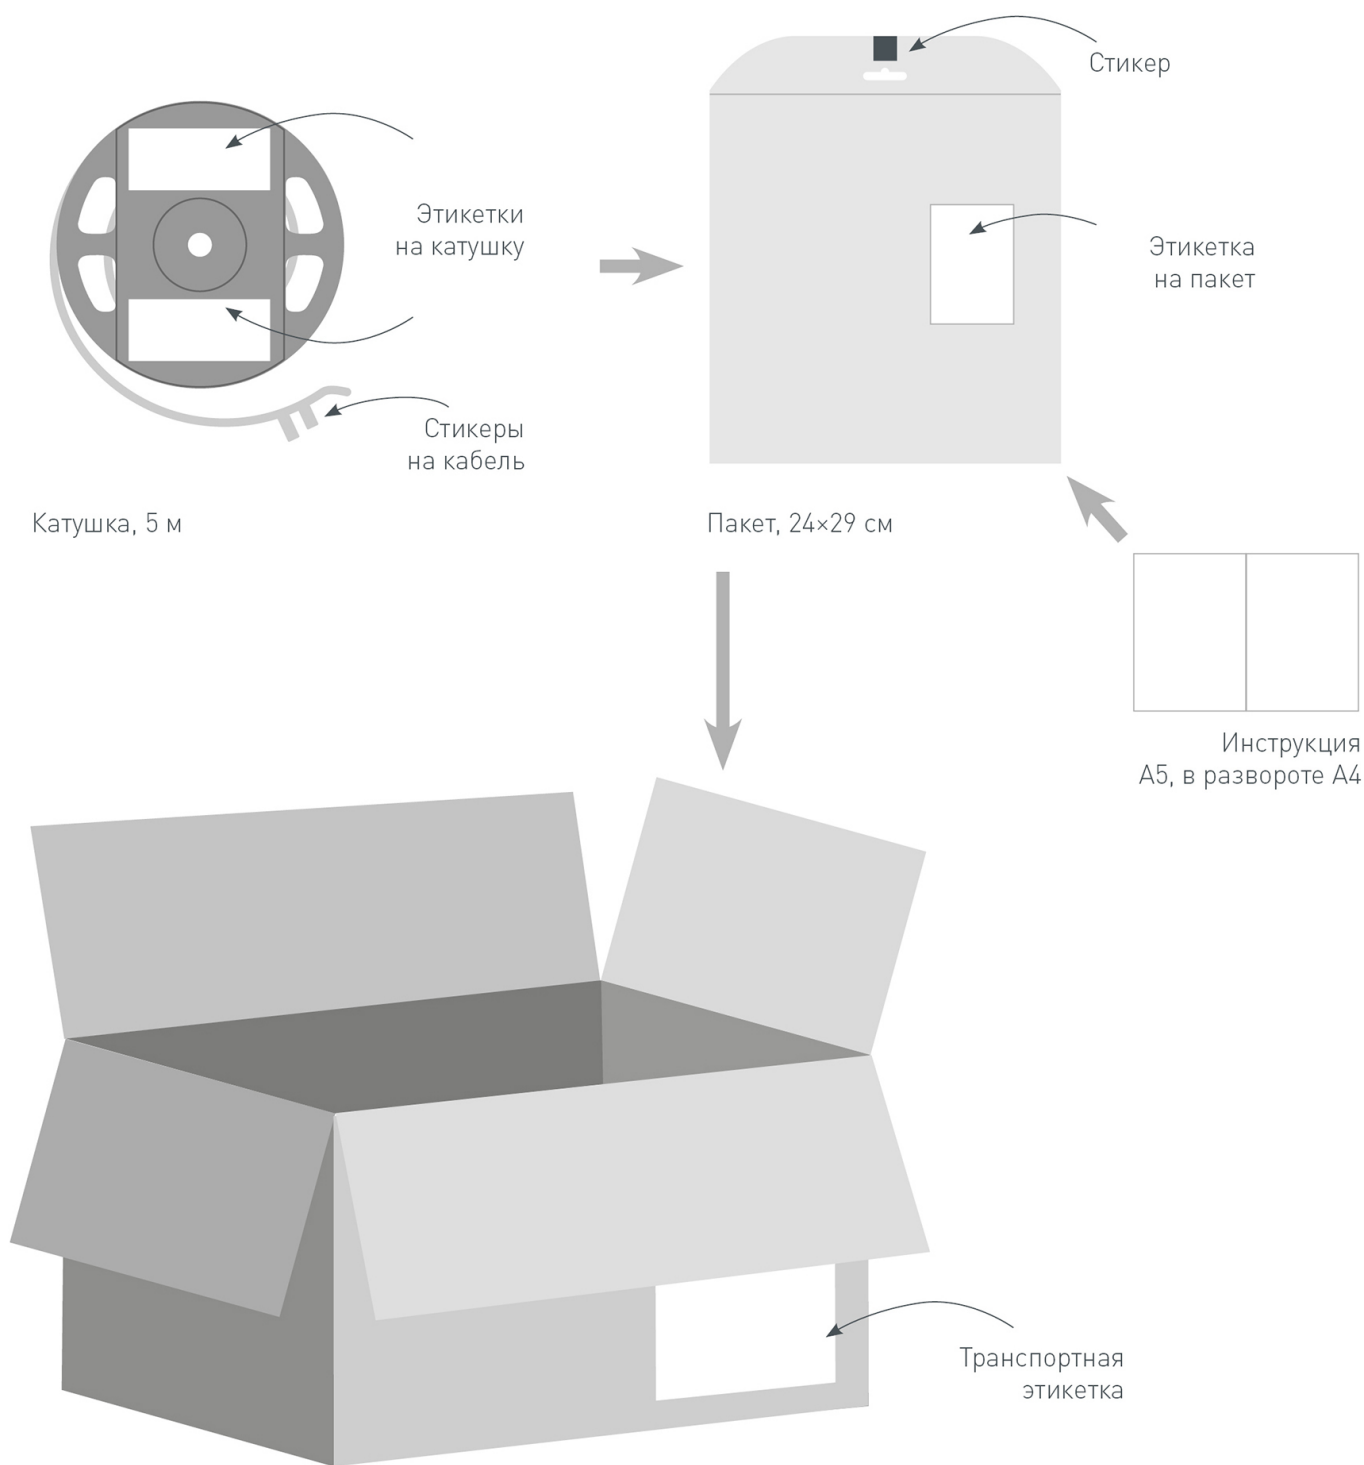 Стикер
Этикетки
на катушку
Этикетка
на пакет
Стикеры
на кабель
Катушка, 5 м
Пакет, 24×29 см
Инструкция
А5, в развороте А4
Транспортная
этикетка